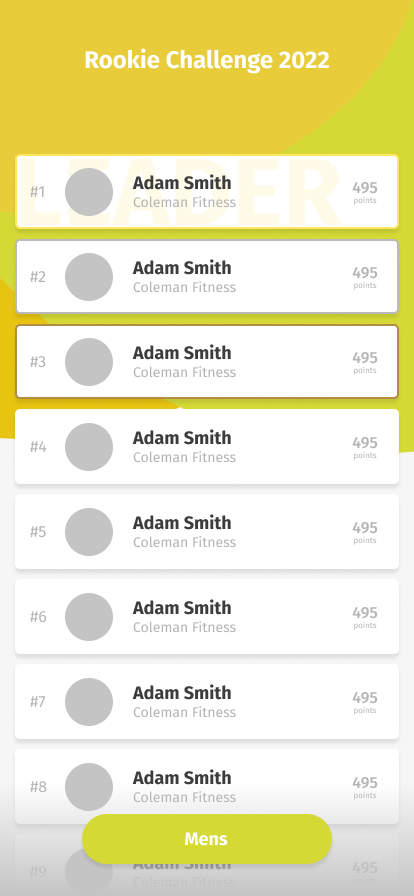 Rookie Challenge 2022
LEADER
#1
Adam Smith
Coleman Fitness
495
points
#2
Adam Smith
Coleman Fitness
495
points
#3
Adam Smith
Coleman Fitness
495
points
#4
Adam Smith
Coleman Fitness
495
points
#5
Adam Smith
Coleman Fitness
495
points
#6
Adam Smith
Coleman Fitness
495
points
#7
Adam Smith
Coleman Fitness
495
points
#8
Adam Smith
Coleman Fitness
495
points
Mens
#9
Adam Smith
495
points